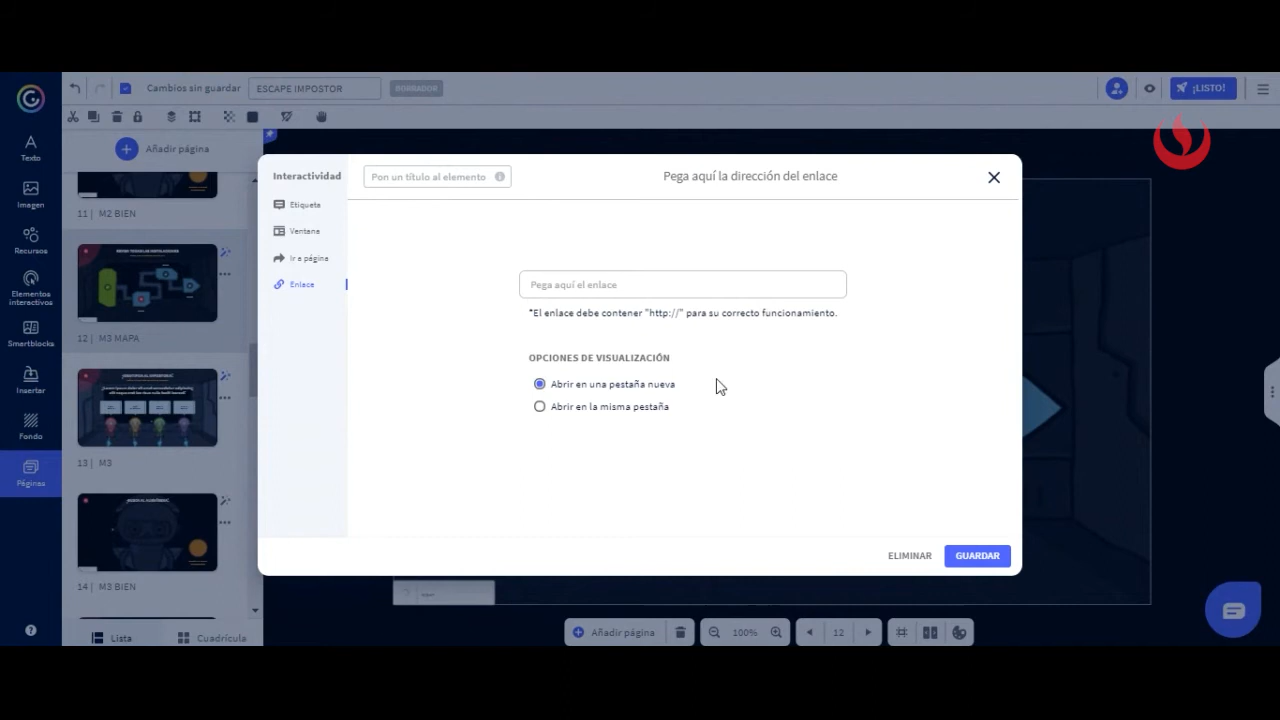 Cambios sin guardar
ESCAPE IMPOSTOR
BORRADOR
¡LISTO!
Texto
Imagen
Recursos
Elementos
interactivos
Smartblocks
Insertar
Fondo
Páginas
Añadir página
11 | M2 BIEN
12 | M3 MAPA
13 | M3
14 | M3 BIEN
Lista
Cuadrícula
Interactividad
Etiqueta
Ventana
Ir a página
Enlace
Pon un título al elemento
Pega aquí la dirección del enlace
Pega aquí el enlace
*El enlace debe contener "http://" para su correcto funcionamiento.
OPCIONES DE VISUALIZACIÓN
Abrir en una pestaña nueva
Abrir en la misma pestaña
ELIMINAR
GUARDAR
Añadir página
100%
12